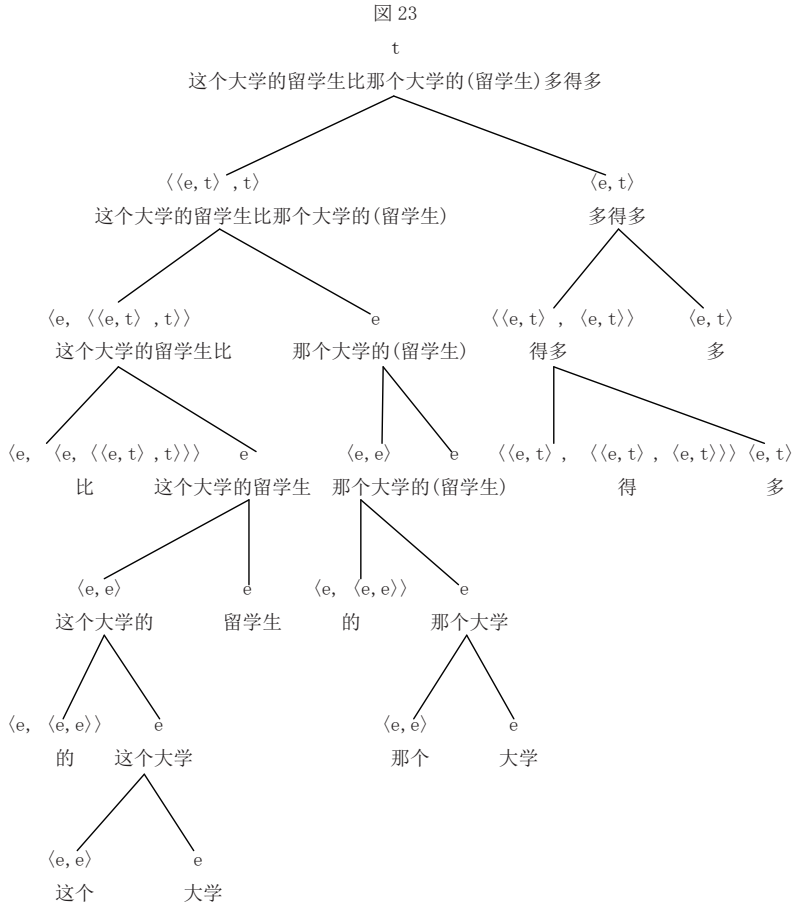 図 23
t
这个大学的留学生比那个大学的(留学生)多得多
〈〈e,t〉,t〉 〈e,t〉
这个大学的留学生比那个大学的(留学生) 多得多
〈e, 〈〈e,t〉,t〉〉 e 〈〈e,t〉, 〈e,t〉〉 〈e,t〉
这个大学的留学生比 那个大学的(留学生) 得多 多
〈e, 〈e,〈〈e,t〉,t〉〉〉 e 〈e,e〉 e 〈〈e,t〉, 〈〈e,t〉, 〈e,t〉〉〉 〈e,t〉
比 这个大学的留学生 那个大学的(留学生) 得 多
〈e,e〉 e 〈e, 〈e,e〉〉 e
这个大学的 留学生 的 那个大学
〈e, 〈e,e〉〉 e 〈e,e〉 e
的 这个大学 那个 大学
〈e,e〉 e
这个 大学